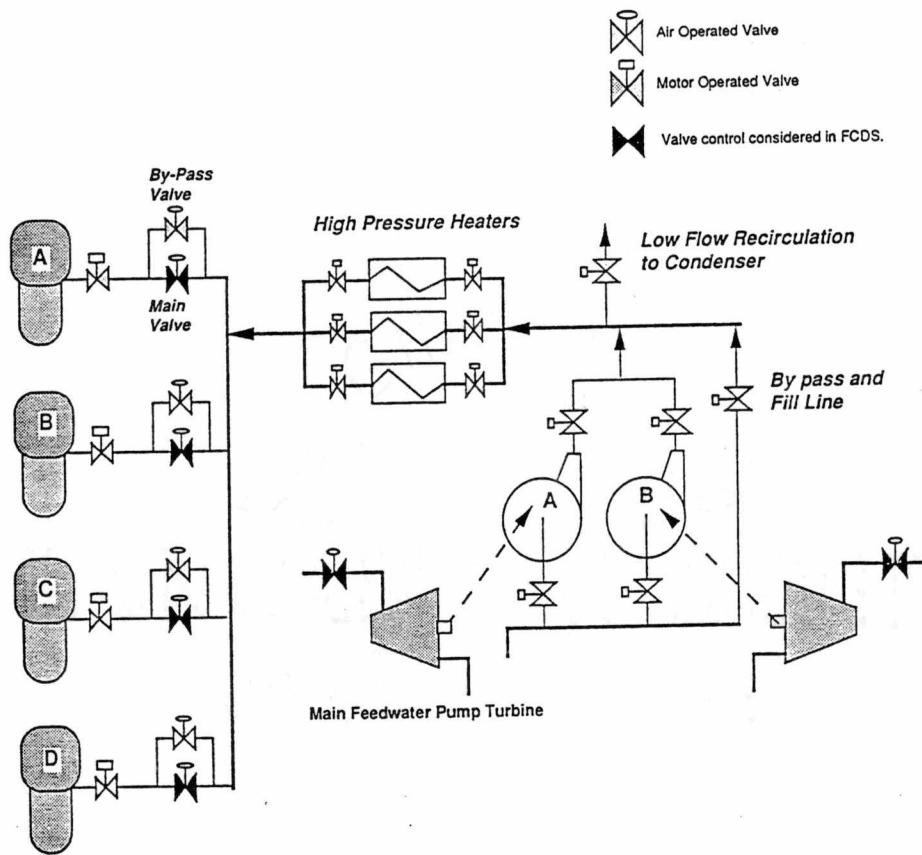 Air Operated Valve
Motor Operated Valve
Valve control considered in FCDS.
By-Pass
Valve
High Pressure Heaters
Low Flow Recirculation
to Condenser
A
Main
Valve
By pass and
Fill Line
B
A
B
C
Main Feedwater Pump Turbine
D